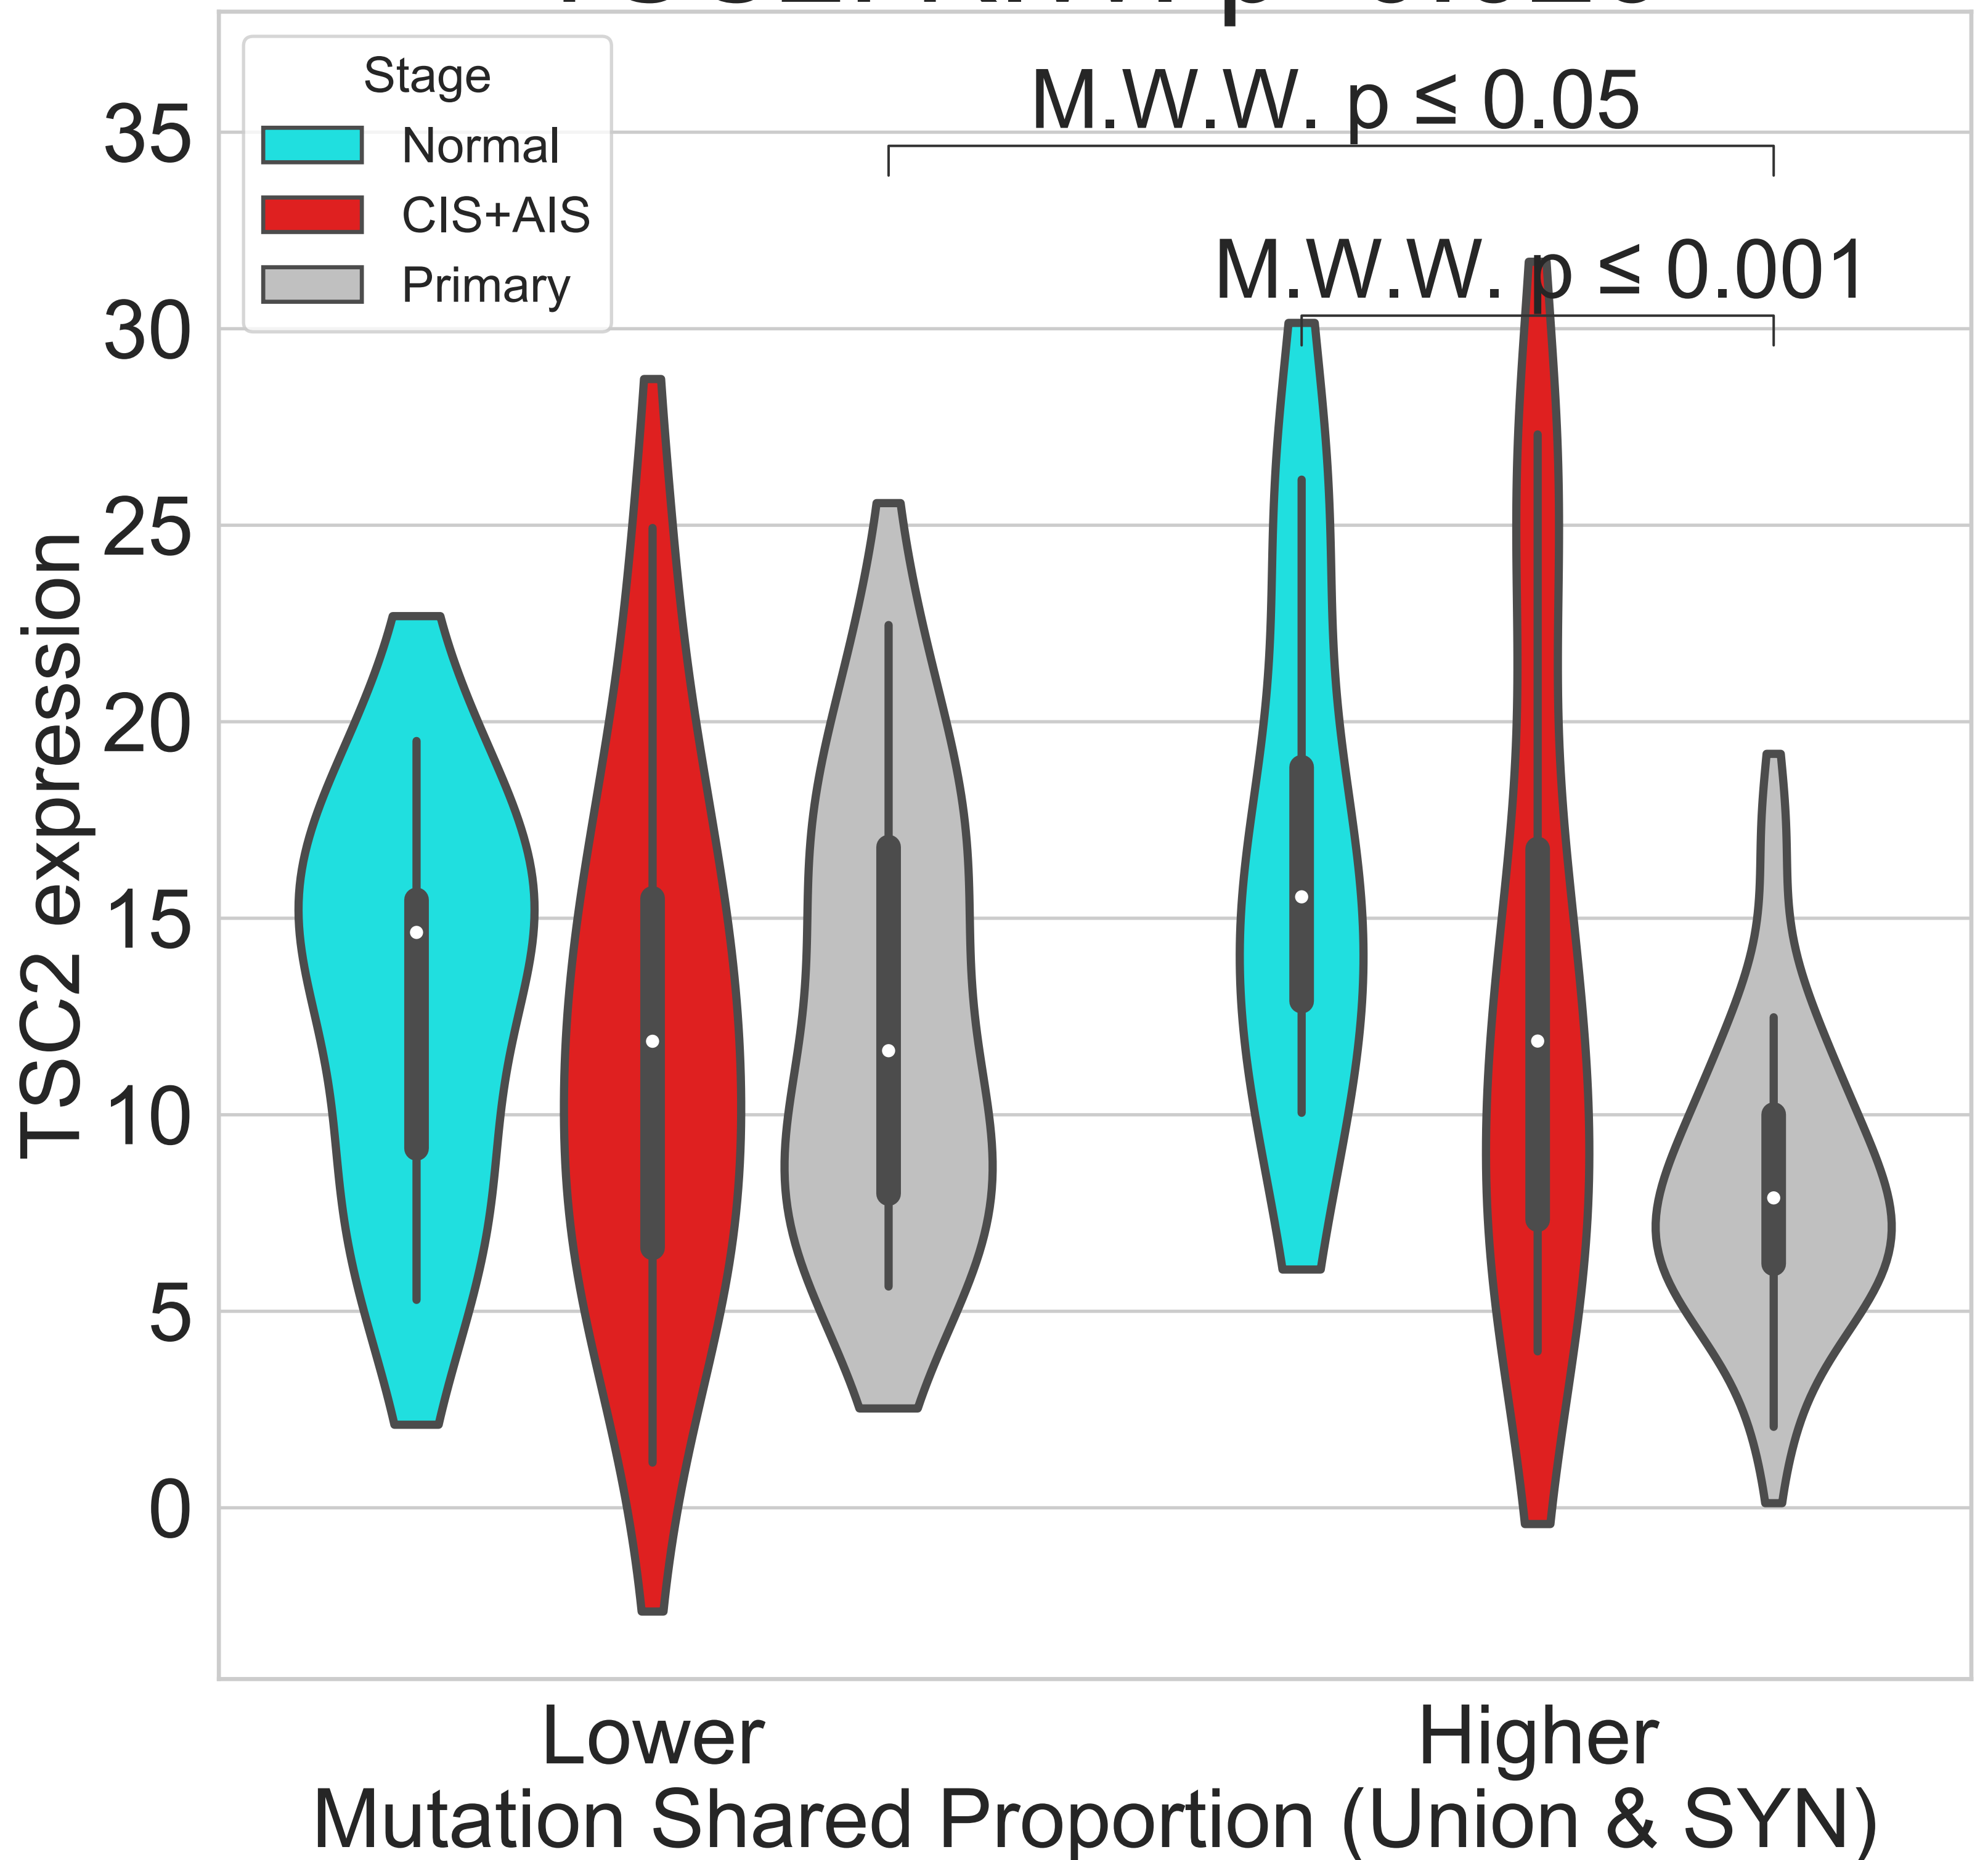 M.W.W. p ≤ 0.05
M.W.W. p ≤ 0.001
Stage
Normal
CIS+AIS
Primary
35
30
25
20
15
10
5
0
TSC2 expression
Lower
Higher
Mutation Shared Proportion (Union & SYN)